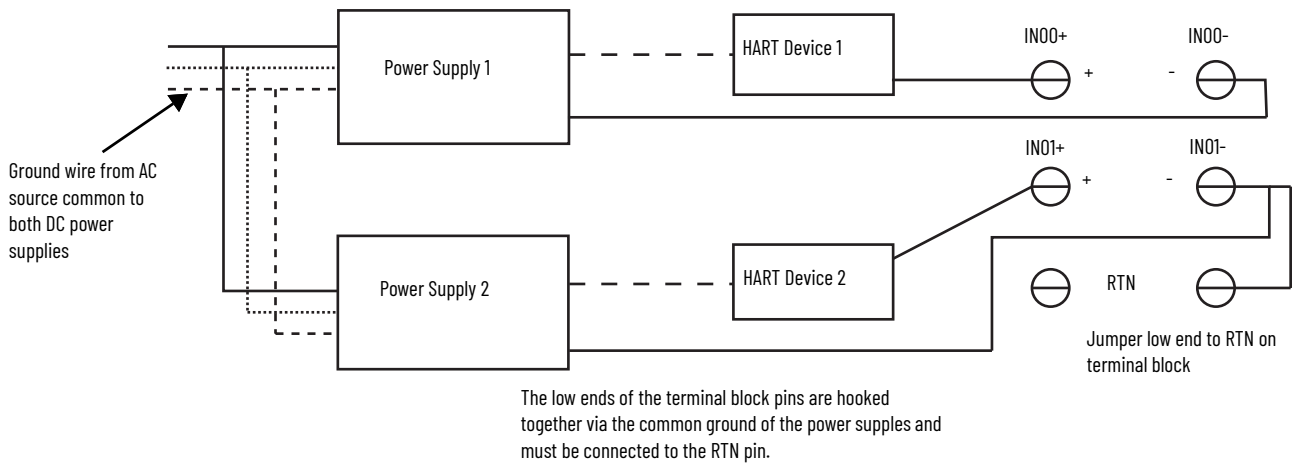 Power Supply 1
HART Device 1
IN00+
IN00-
+
-
Ground wire from AC
source common to
both DC power
supplies
IN01+
IN01-
+
-
Power Supply 2
HART Device 2
RTN
Jumper low end to RTN on
terminal block
The low ends of the terminal block pins are hooked
together via the common ground of the power supples and
must be connected to the RTN pin.